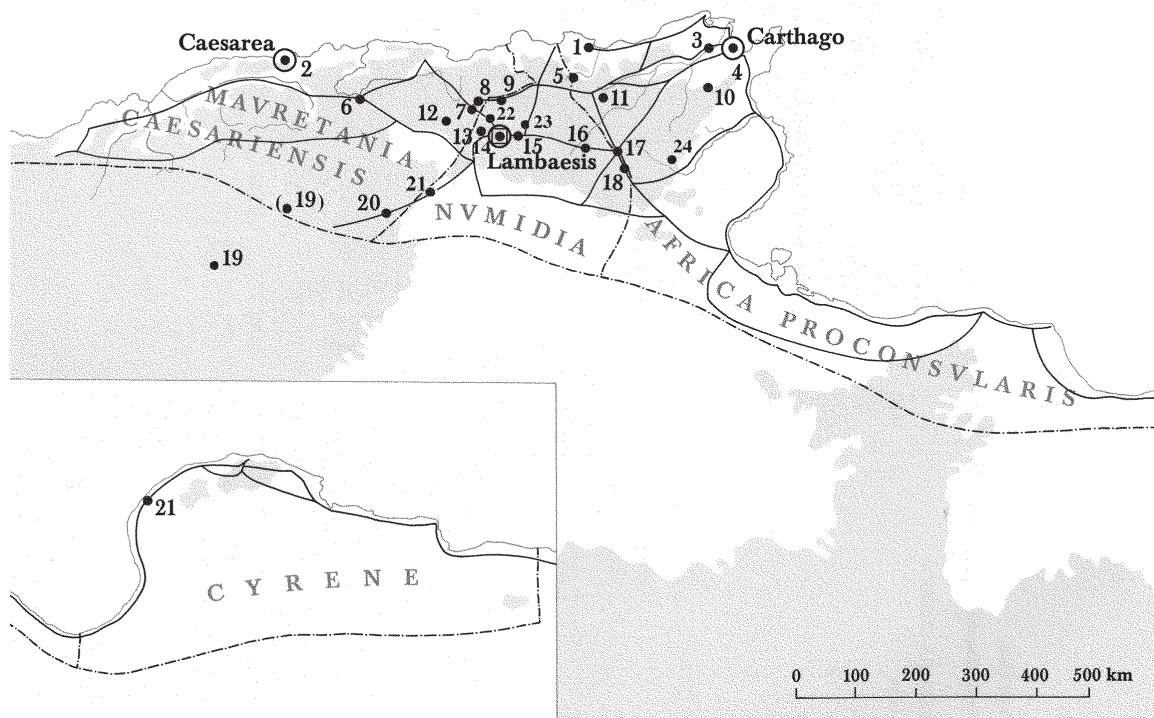 Caesarea
2
1
3
Carthago
4
5
6
8
9
10
11
12
7
22
13
14
23
15
16
17
24
18
Lambaesis
MAVRETANIA
CAESARIENSIS
21
(19)
20
19
NVMIDIA
AFRICA PROCONSVLARIS
21
CYRENE
0 100 200 300 400 500 km